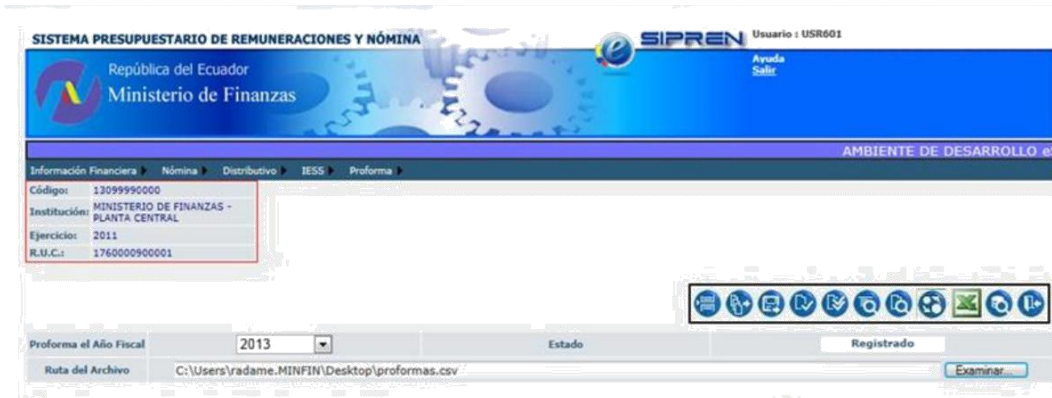 SISTEMA PRESUPUESTARIO DE REMUNERACIONES Y NÓMINA
e SIPREN
Usuario : USR601
República del Ecuador
Ministerio de Finanzas
Ayuda
Salir
AMBIENTE DE DESARROLLO e
Información Financiera Nómina Distributivo IESS Proforma
Código: 13099990000
Institución: MINISTERIO DE FINANZAS -
PLANTA CENTRAL
Ejercicio: 2011
R.U.C.: 1760000900001
Proforma el Año Fiscal 2013 Estado Registrado
Ruta del Archivo C:\Users\radame.MINFIN\Desktop\proformas.csv Examinar...